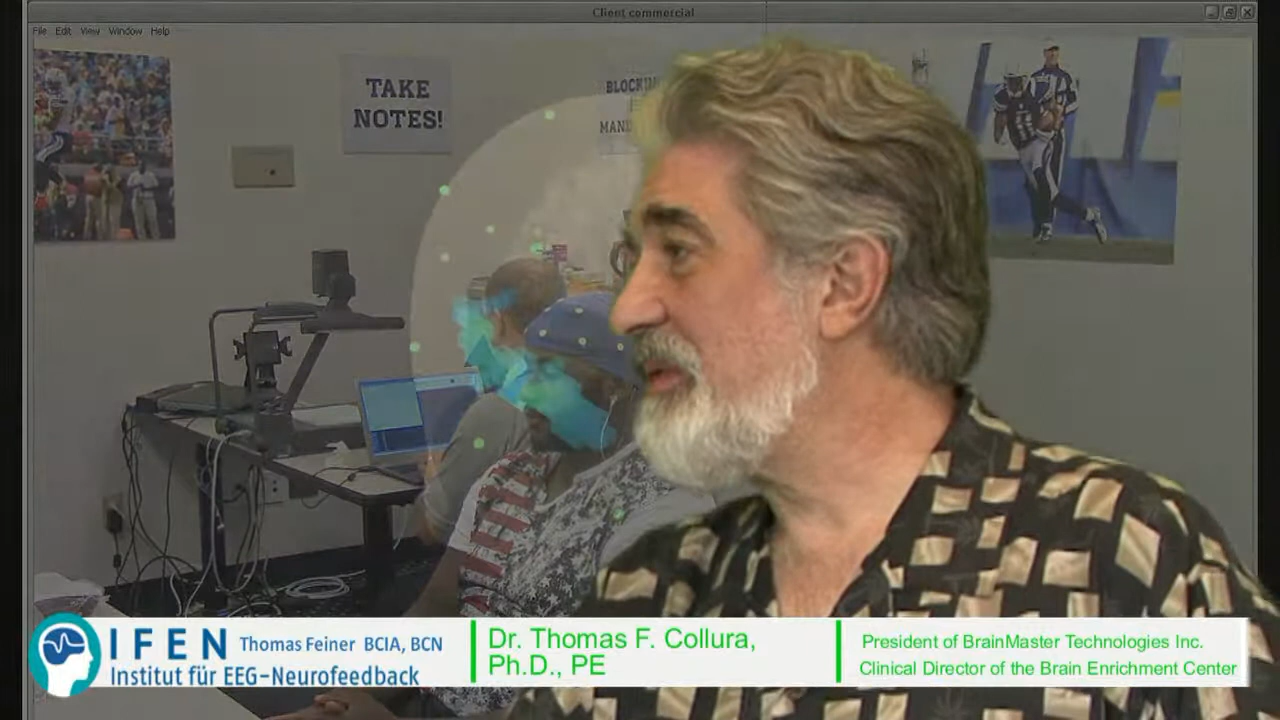 Client commercial
File Edit View Window Help
TAKE
NOTES!
IFEN Thomas Feiner BCIA, BCN
Institut für EEG-Neurofeedback
Dr. Thomas F. Collura,
Ph.D., PE
President of BrainMaster Technologies Inc.
Clinical Director of the Brain Enrichment Center